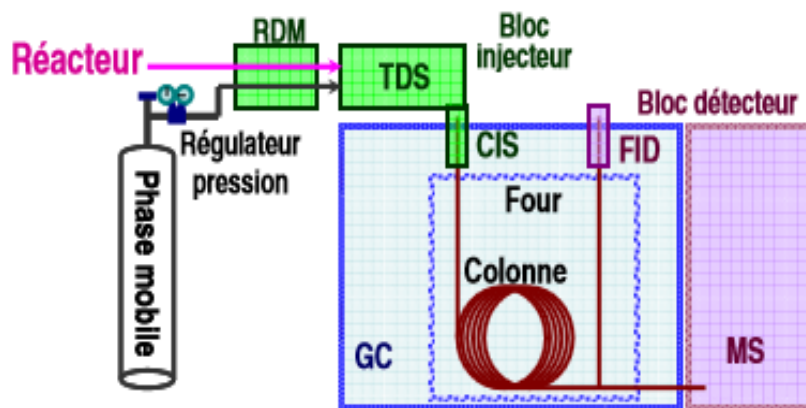 RDM
Bloc
injecteur
Réacteur
TDS
Bloc détecteur
Régulateur
pression
CIS
FID
Phase mobile
Four
Colonne
GC
MS